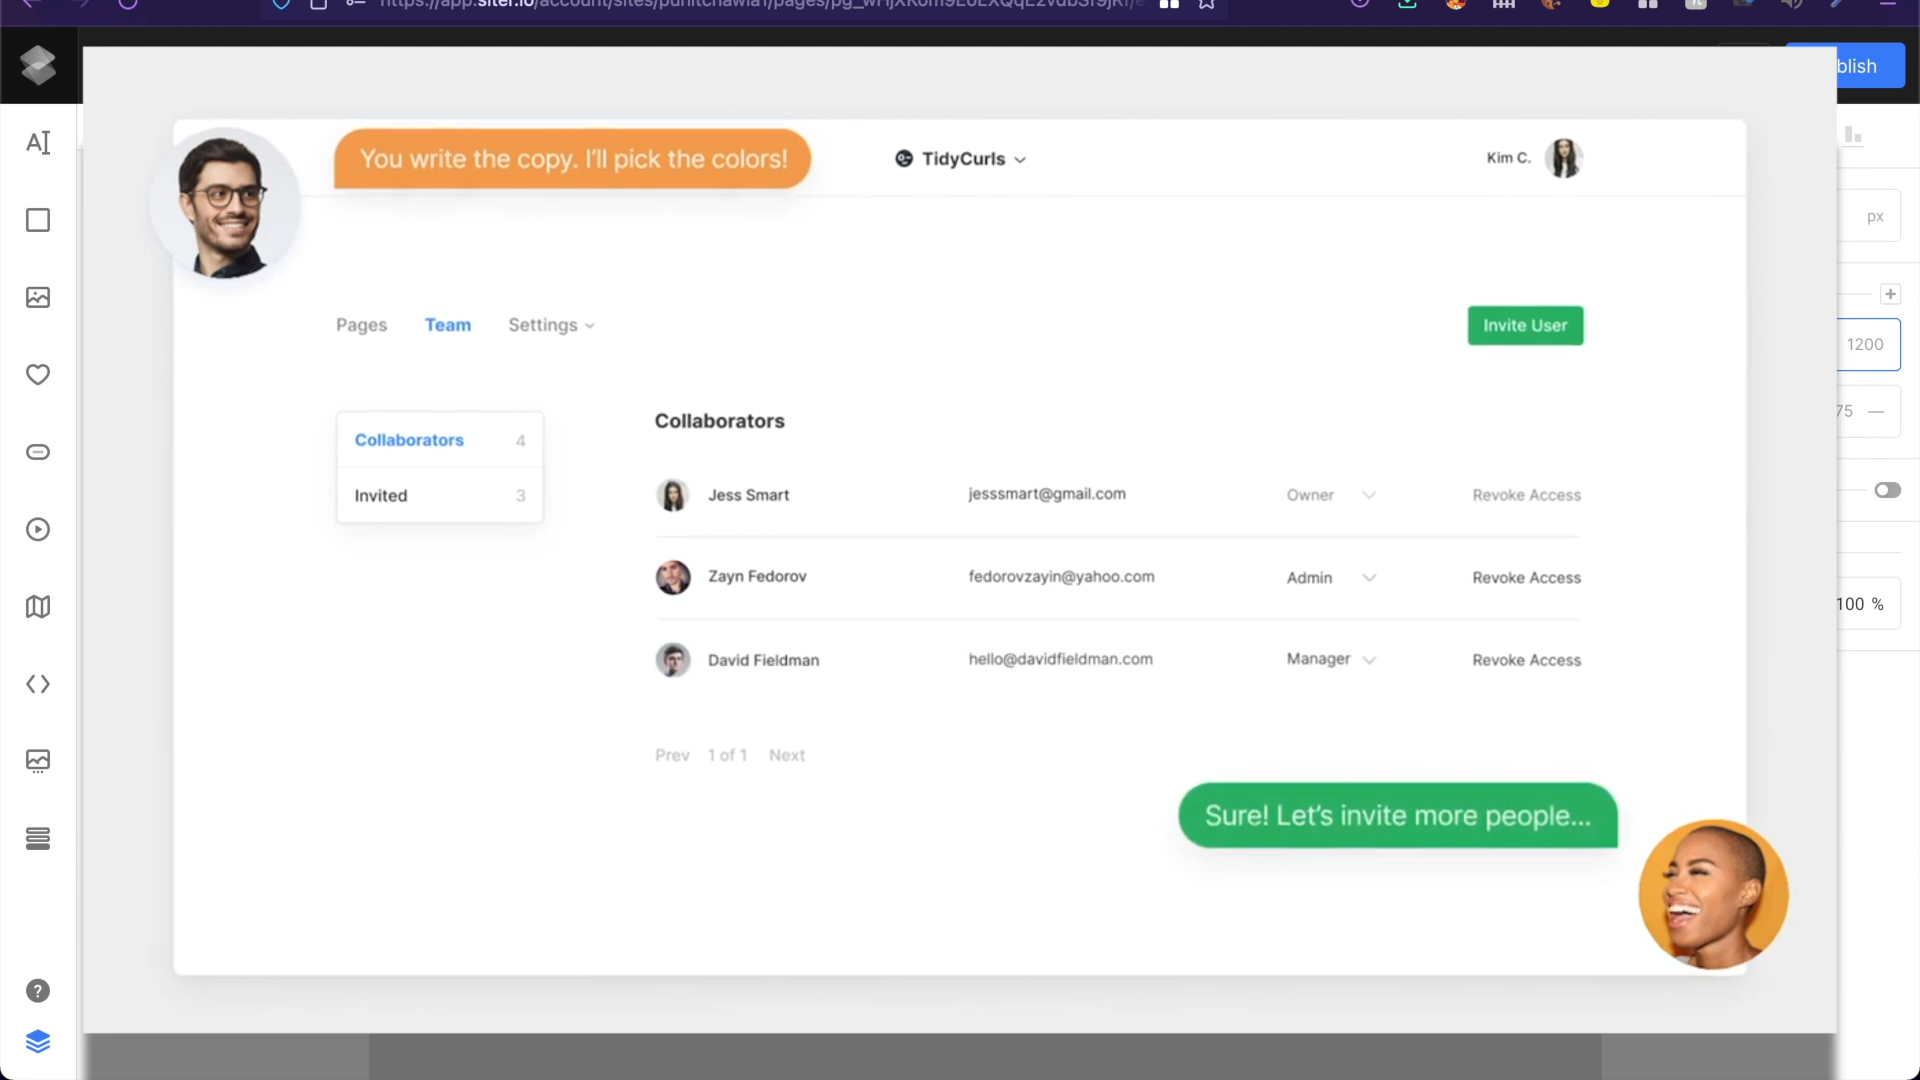 blish
You write the copy. I'll pick the colors!
TidyCurls
Kim C.
px
Pages Team Settings
Invite User
1200
75
Collaborators 4
Invited 3
Collaborators
Jess Smart jesssmart@gmail.com Owner Revoke Access
Zayn Fedorov fedorovzayin@yahoo.com Admin Revoke Access
100 %
David Fieldman hello@davidfieldman.com Manager Revoke Access
Prev 1 of 1 Next
Sure! Let's invite more people...